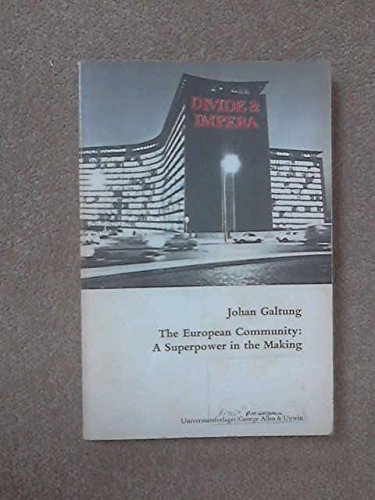 DIVIDE &
IMPERA
Johan Galtung
The European Community:
A Superpower in the Making
Universitetsforlaget/George Allen & Unwin